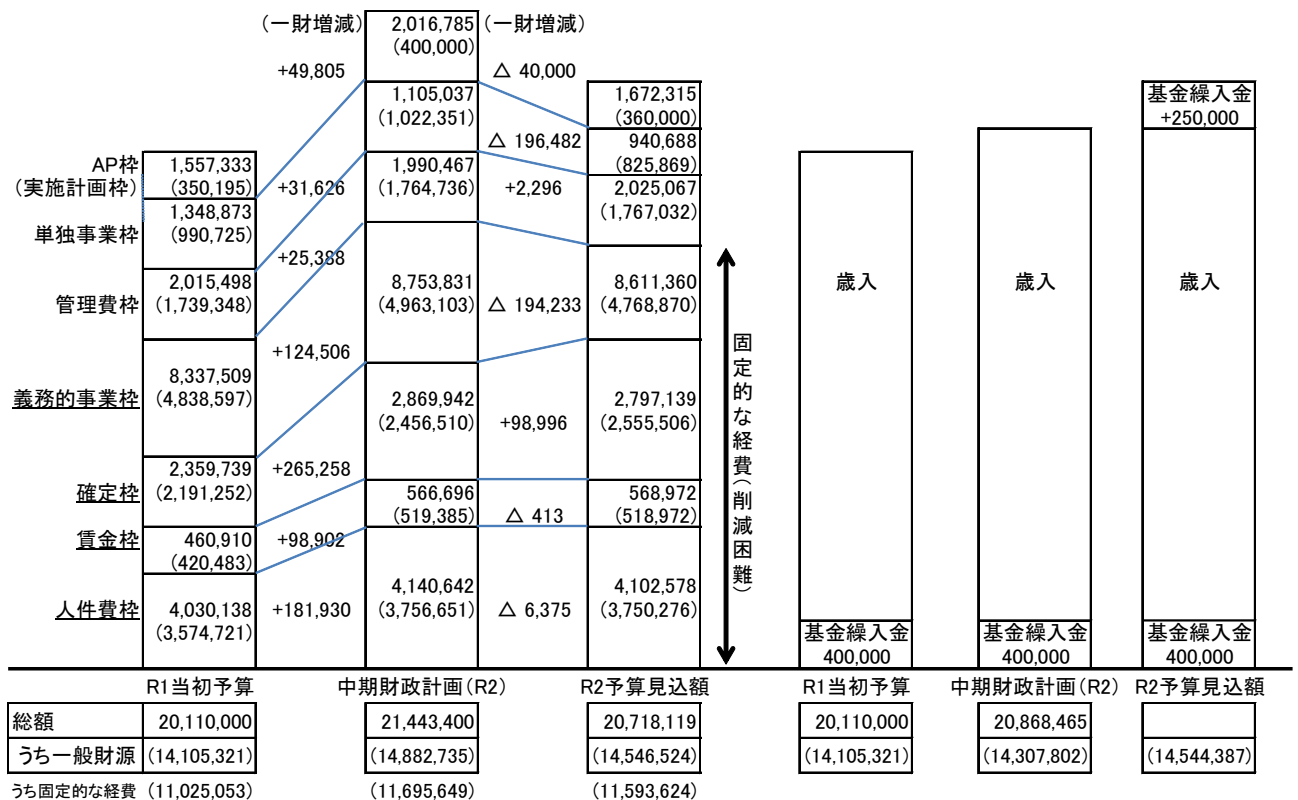 (一財増減)
2,016,785
(400,000)
(一財増減)
+49,805
△ 40,000
1,105,037
(1,022,351)
1,672,315
(360,000)
基金繰入金
+250,000
△ 196,482
940,688
(825,869)
AP枠
(実施計画枠)
1,557,333
(350,195)
+31,626
1,990,467
(1,764,736)
+2,296
2,025,067
(1,767,032)
単独事業枠
1,348,873
(990,725)
+25,388
管理費枠
2,015,498
(1,739,348)
8,753,831
(4,963,103)
△ 194,233
8,611,360
(4,768,870)
歳入
歳入
歳入
+124,506
固定的な経費(削減困難)
義務的事業枠
8,337,509
(4,838,597)
2,869,942
(2,456,510)
+98,996
2,797,139
(2,555,506)
確定枠
2,359,739
(2,191,252)
+265,258
566,696
(519,385)
△ 413
568,972
(518,972)
賃金枠
460,910
(420,483)
+98,902
人件費枠
4,030,138
(3,574,721)
+181,930
4,140,642
(3,756,651)
△ 6,375
4,102,578
(3,750,276)
基金繰入金
400,000
基金繰入金
400,000
基金繰入金
400,000
R1当初予算 中期財政計画(R2) R2予算見込額 R1当初予算 中期財政計画(R2) R2予算見込額
総額 20,110,000 21,443,400 20,718,119 20,110,000 20,868,465
うち一般財源 (14,105,321) (14,882,735) (14,546,524) (14,105,321) (14,307,802) (14,544,387)
うち固定的な経費 (11,025,053) (11,695,649) (11,593,624)